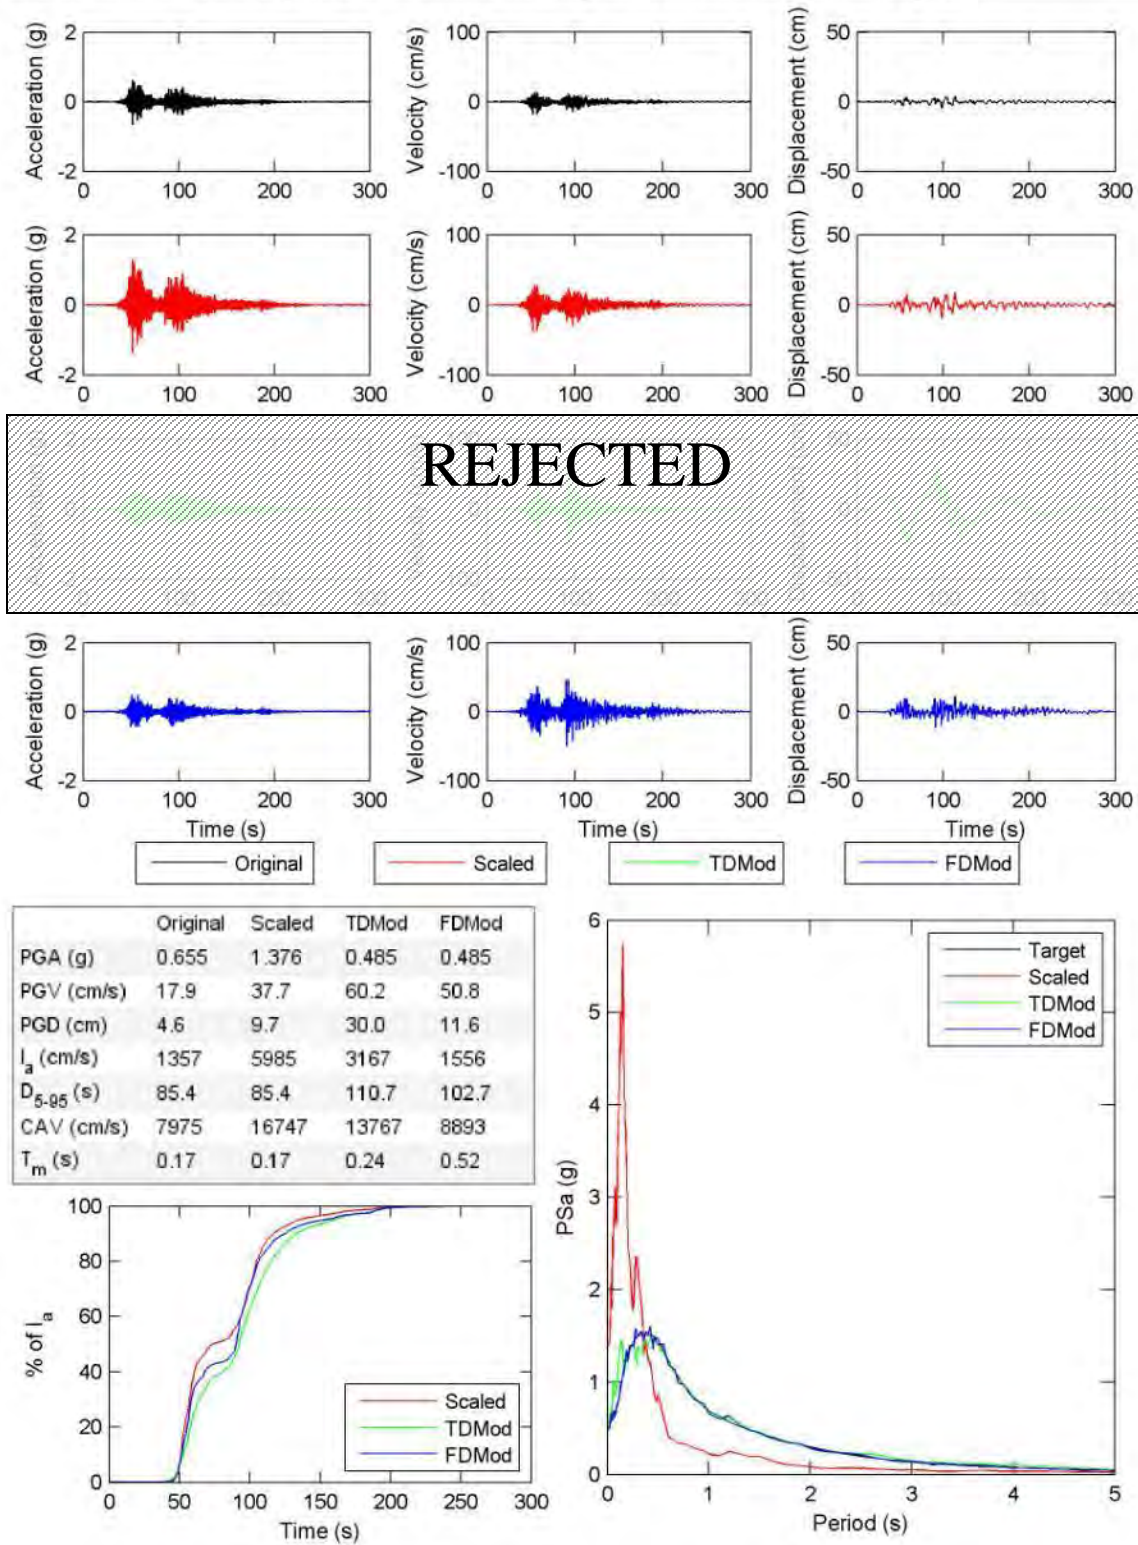 Acceleration (g)
2
0
-2
0 100 200 300
Velocity (cm/s)
100
0
-100
0 100 200 300
Displacement (cm)
50
0
-50
0 100 200 300
Acceleration (g)
2
0
-2
0 100 200 300
Velocity (cm/s)
100
0
-100
0 100 200 300
Displacement (cm)
50
0
-50
0 100 200 300
REJECTED
Acceleration (g)
2
0
-2
0 100 200 300
Time (s)
Velocity (cm/s)
100
0
-100
0 100 200 300
Time (s)
Displacement (cm)
50
0
-50
0 100 200 300
Time (s)
Original Scaled TDMod FDMod
Original Scaled TDMod FDMod
PGA (g) 0.655 1.376 0.485 0.485
PGV (cm/s) 17.9 37.7 60.2 50.8
PGD (cm) 4.6 9.7 30.0 11.6
Ia (cm/s) 1357 5985 3167 1556
D5-95 (s) 85.4 85.4 110.7 102.7
CAV (cm/s) 7975 16747 13767 8893
Tm (s) 0.17 0.17 0.24 0.52
% of Ia
100
80
60
40
20
0
0 50 100 150 200 250 300
Time (s)
Scaled
TDMod
FDMod
PSa (g)
6
5
4
3
2
1
0
0 1 2 3 4 5
Period (s)
Target
Scaled
TDMod
FDMod